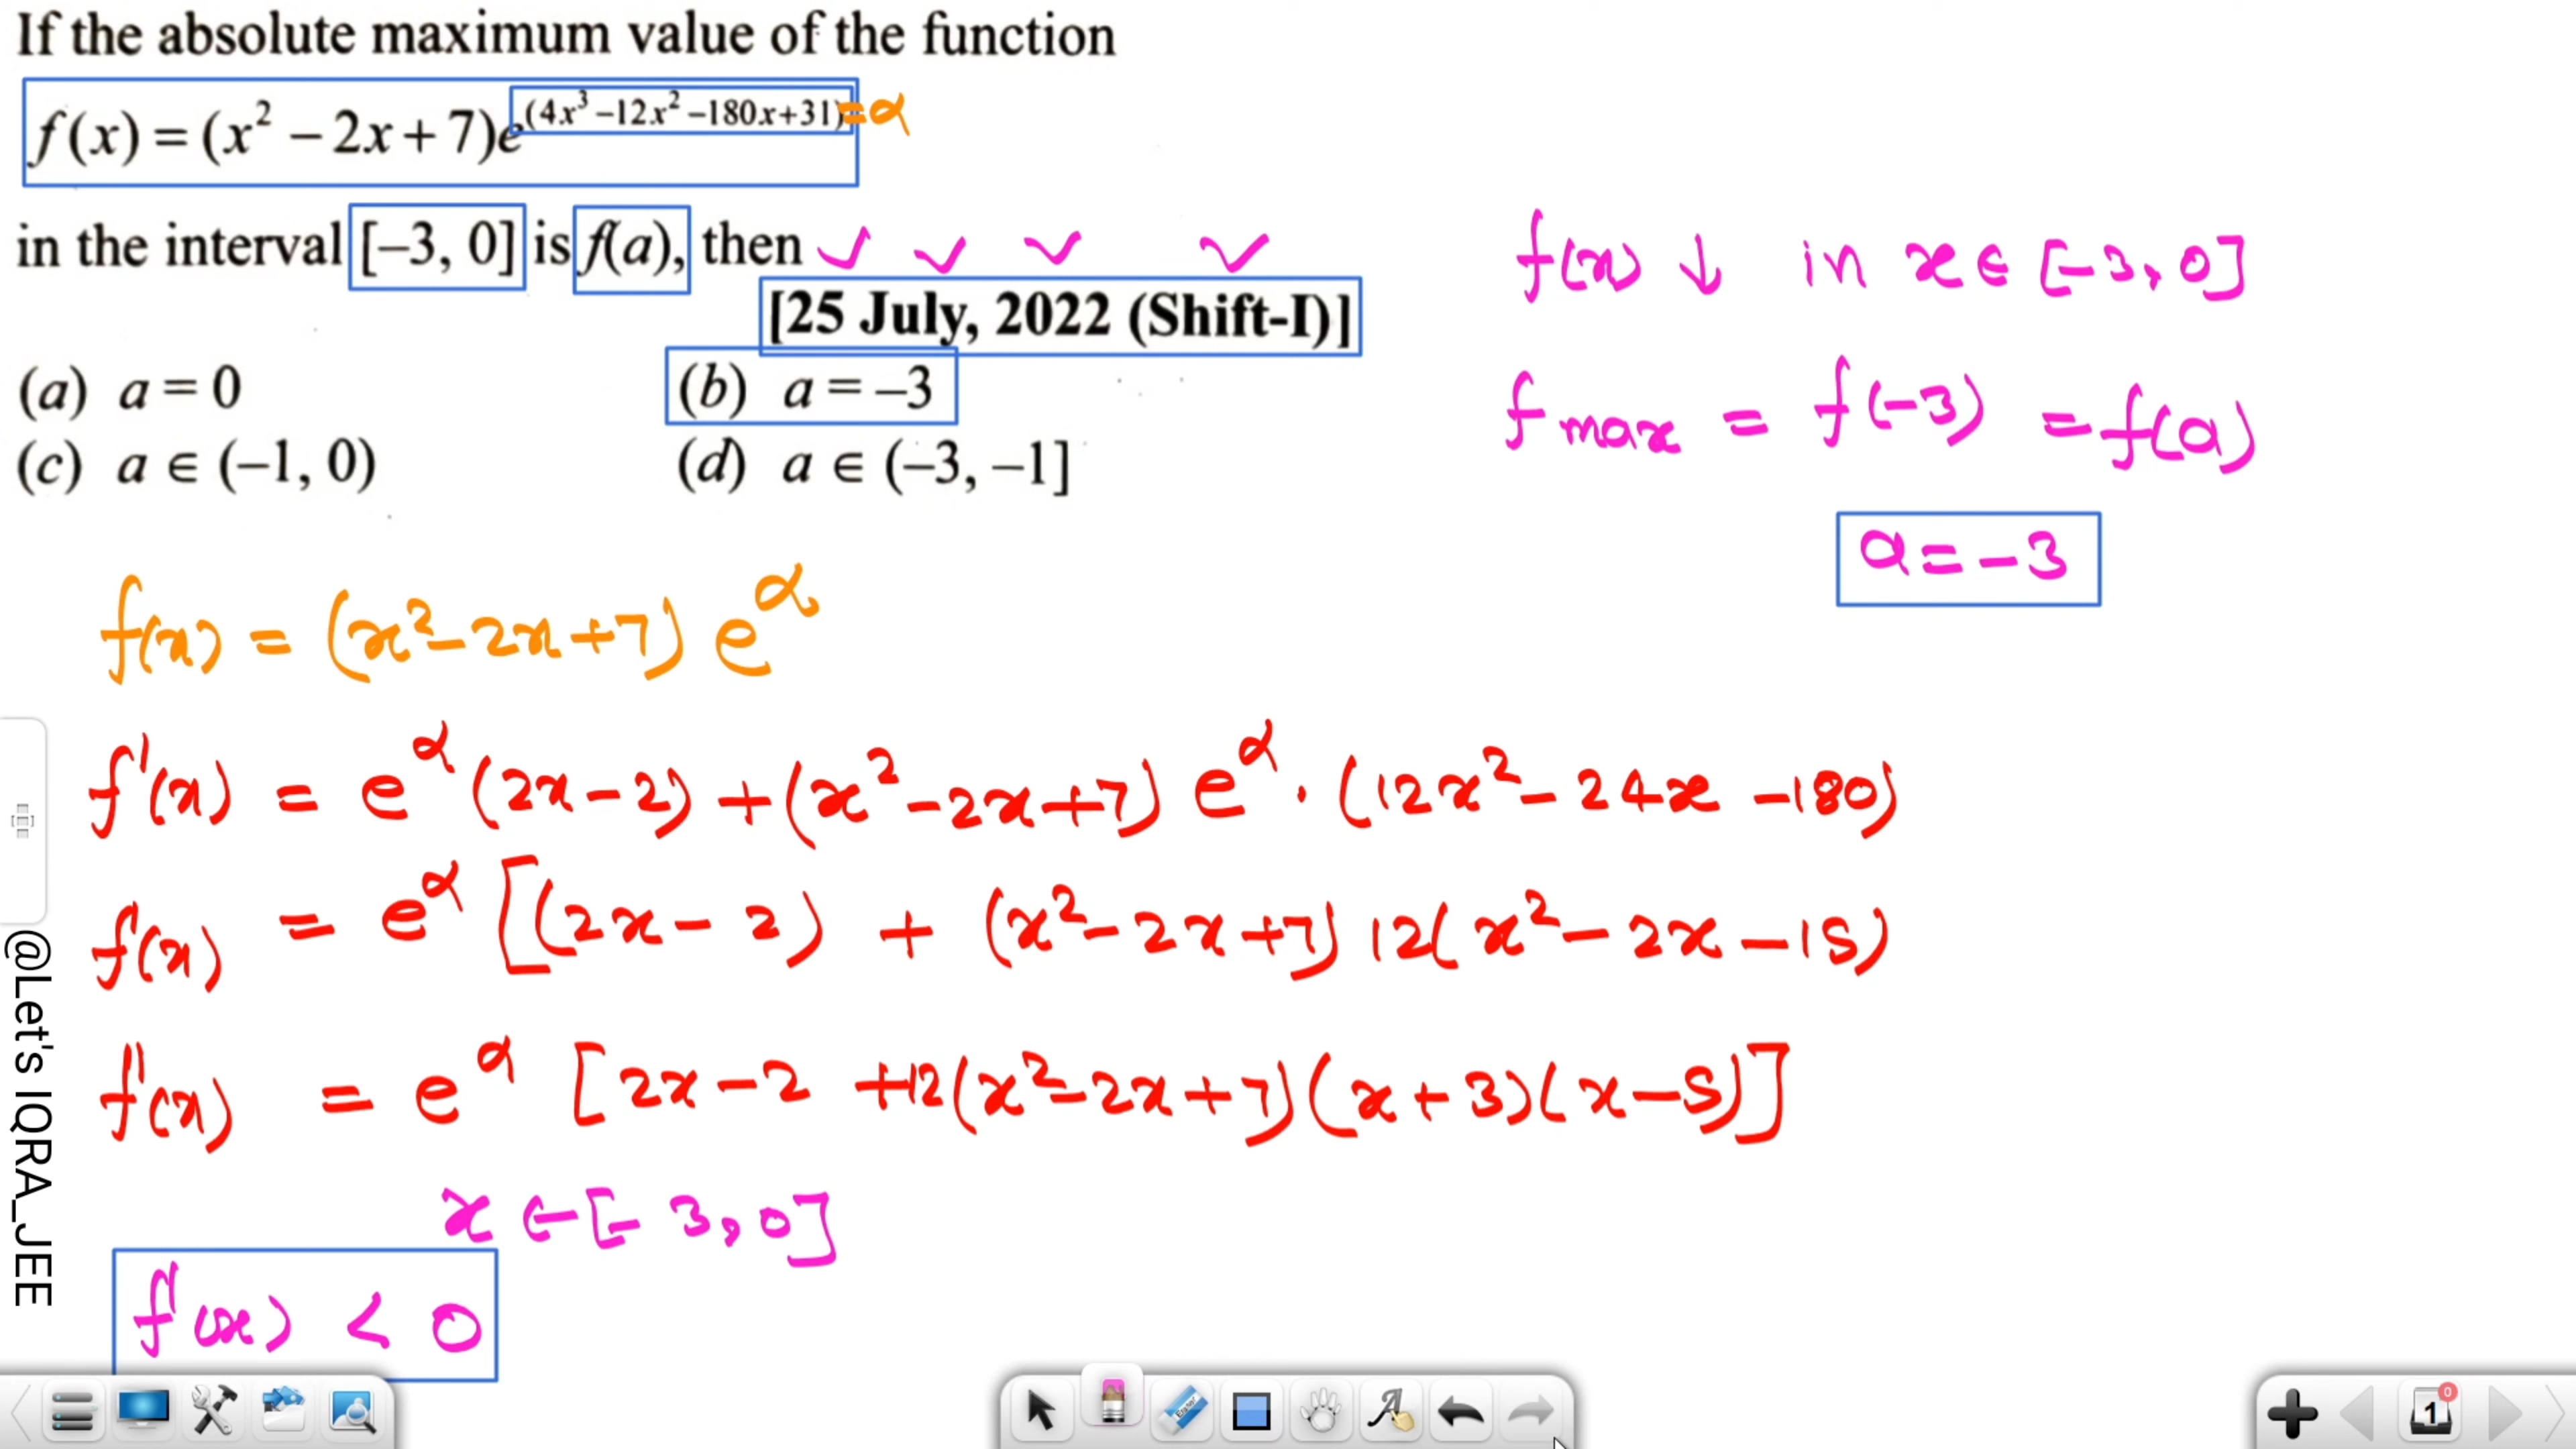 If the absolute maximum value of the function
f(x) = (x² – 2x + 7)e^(4x³ –12x² –180x+31) = α
in the interval [–3, 0] is f(a), then
[25 July, 2022 (Shift-I)]
(a) a = 0
(b) a = –3
(c) a ∈ (–1, 0)
(d) a ∈ (–3, –1]
f(x) ↓ in x ∈ [-3, 0]
f max = f(-3) = f(a)
a = -3
f(x) = (x²-2x+7) e^α
f'(x) = e^α (2x-2) + (x²-2x+7) e^α · (12x²-24x-180)
f'(x) = e^α [(2x-2) + (x²-2x+7) 12(x²-2x-15)
f'(x) = e^α [2x-2 +12(x²-2x+7)(x+3)(x-5)]
x ∈ [-3, 0]
f'(x) < 0
@Let's IQRA_JEE
Eraser
A
1
0